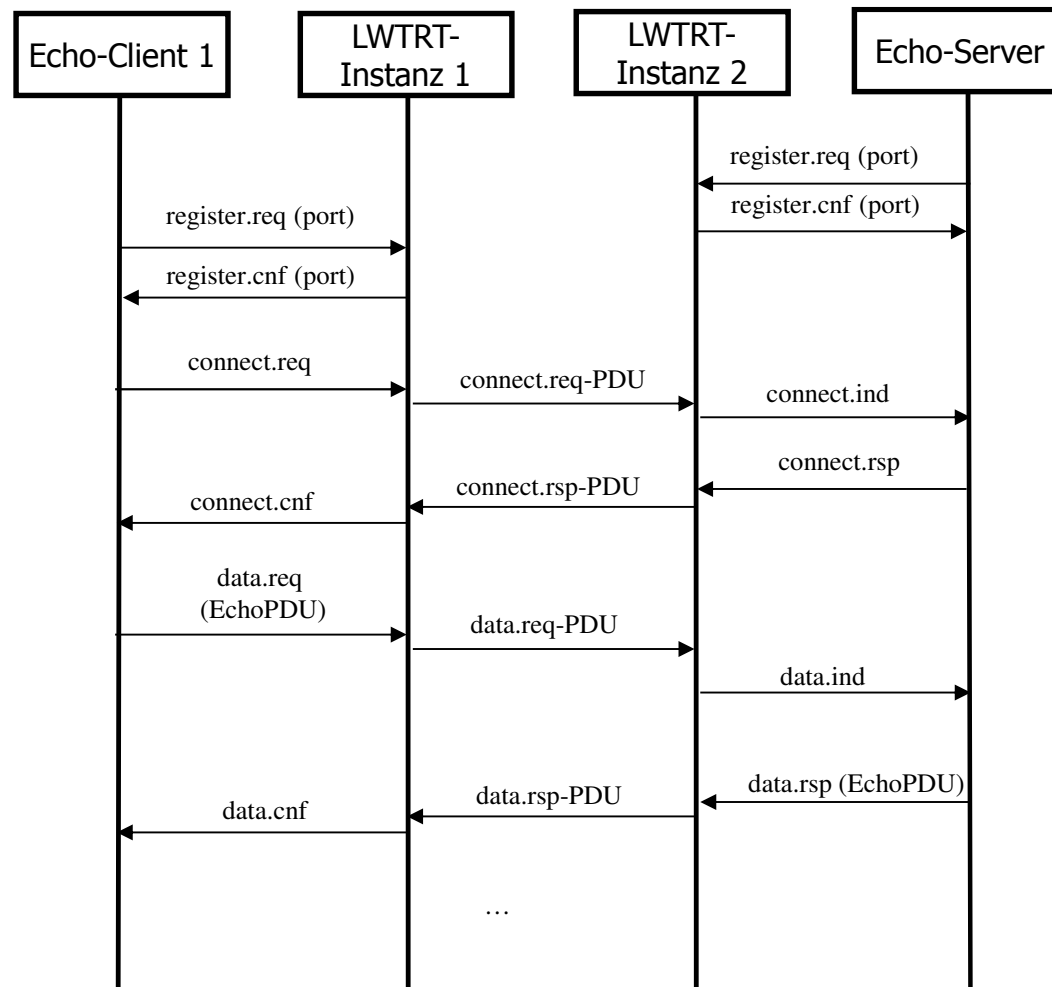 Echo-Client 1
LWTRT-
Instanz 1
LWTRT-
Instanz 2
Echo-Server
register.req (port)
register.cnf (port)
register.req (port)
register.cnf (port)
connect.req
connect.req-PDU
connect.ind
connect.rsp
connect.rsp-PDU
connect.cnf
data.req
(EchoPDU)
data.req-PDU
data.ind
data.rsp (EchoPDU)
data.rsp-PDU
data.cnf
…